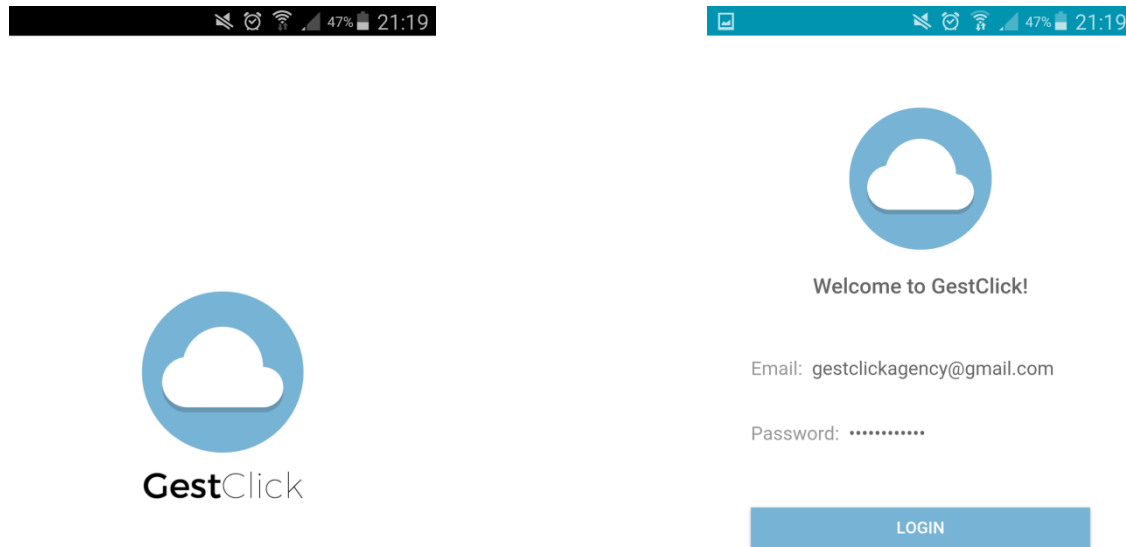 47% 21:19
GestClick
47% 21:19
Welcome to GestClick!
Email: gestclickagency@gmail.com
Password: ••••••••••••
LOGIN